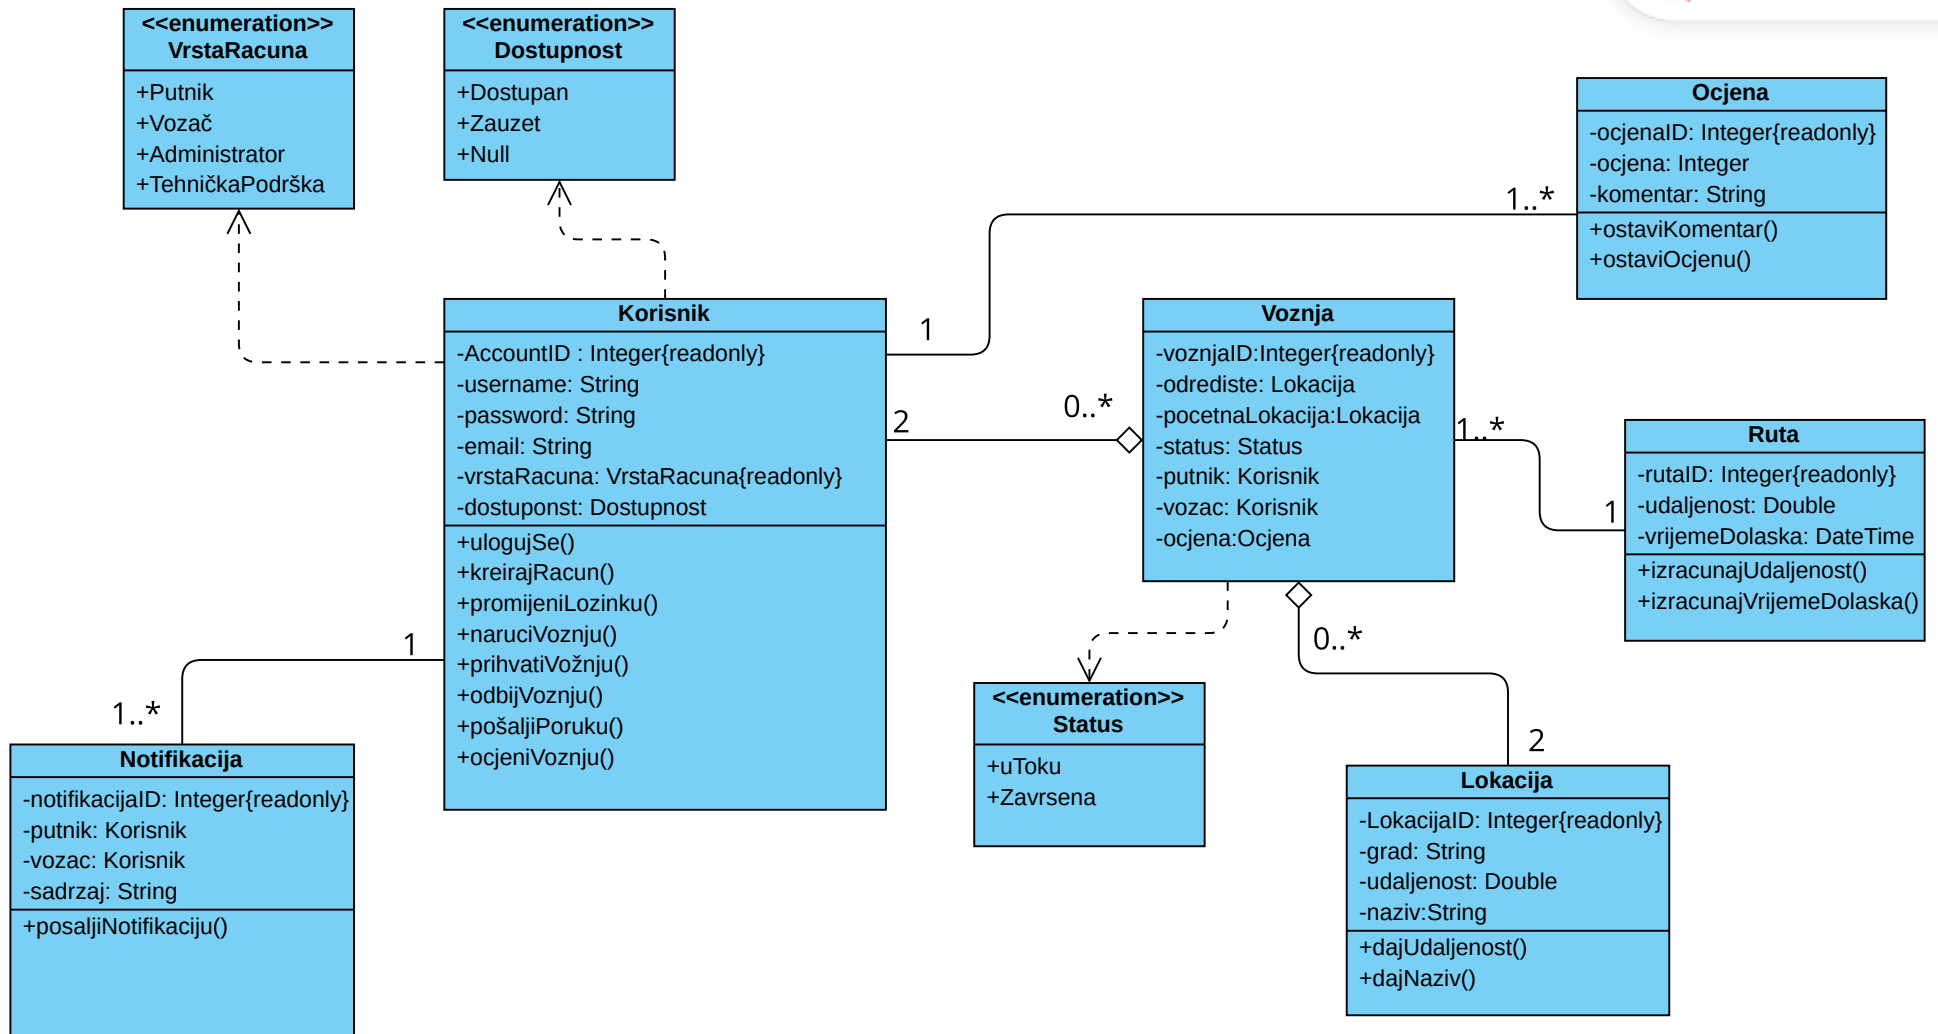 <<enumeration>>
VrstaRacuna
+Putnik
+Vozač
+Administrator
+TehničkaPodrška
<<enumeration>>
Dostupnost
+Dostupan
+Zauzet
+Null
Ocjena
-ocjenaID: Integer{readonly}
-ocjena: Integer
-komentar: String
+ostaviKomentar()
+ostaviOcjenu()
1..*
1
Korisnik
-AccountID : Integer{readonly}
-username: String
-password: String
-email: String
-vrstaRacuna: VrstaRacuna{readonly}
-dostuponst: Dostupnost
+ulogujSe()
+kreirajRacun()
+promijeniLozinku()
+naruciVoznju()
+prihvatiVožnju()
+odbijVoznju()
+pošaljiPoruku()
+ocjeniVoznju()
2
0..*
Voznja
-voznjaID:Integer{readonly}
-odrediste: Lokacija
-pocetnaLokacija:Lokacija
-status: Status
-putnik: Korisnik
-vozac: Korisnik
-ocjena:Ocjena
1..*
1
Ruta
-rutaID: Integer{readonly}
-udaljenost: Double
-vrijemeDolaska: DateTime
+izracunajUdaljenost()
+izracunajVrijemeDolaska()
1
1..*
Notifikacija
-notifikacijaID: Integer{readonly}
-putnik: Korisnik
-vozac: Korisnik
-sadrzaj: String
+posaljiNotifikaciju()
<<enumeration>>
Status
+uToku
+Zavrsena
0..*
2
Lokacija
-LokacijaID: Integer{readonly}
-grad: String
-udaljenost: Double
-naziv:String
+dajUdaljenost()
+dajNaziv()